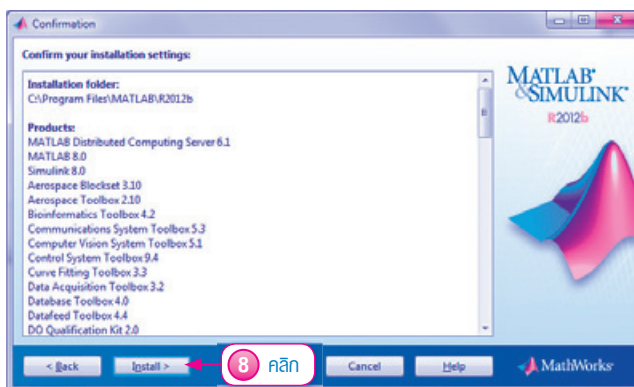 Confirmation
Confirm your installation settings:
Installation folder:
C:\Program Files\MATLAB\R2012b
Products:
MATLAB Distributed Computing Server 6.1
MATLAB 8.0
Simulink 8.0
Aerospace Blockset 3.10
Aerospace Toolbox 2.10
Bioinformatics Toolbox 4.2
Communications System Toolbox 5.3
Computer Vision System Toolbox 5.1
Control System Toolbox 9.4
Curve Fitting Toolbox 3.3
Data Acquisition Toolbox 3.2
Database Toolbox 4.0
Datafeed Toolbox 4.4
DO Qualification Kit 2.0
MATLAB®
&SIMULINK®
R2012b
< Back
Install >
8 คลิก
Cancel
Help
MathWorks®